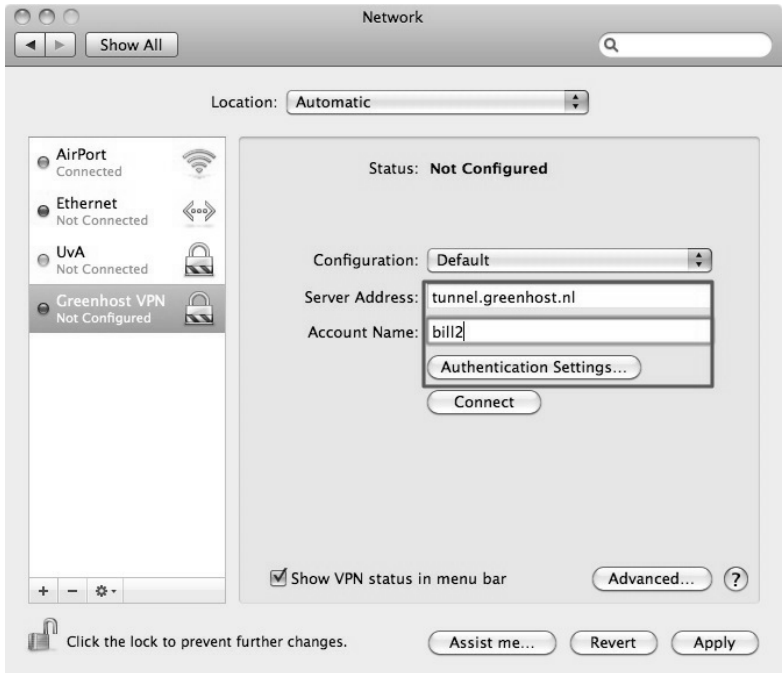 Network
Show All
Location: Automatic
AirPort
Connected
Ethernet
Not Connected
UvA
Not Connected
Greenhost VPN
Not Configured
+ −
Status: Not Configured
Configuration: Default
Server Address: tunnel.greenhost.nl
Account Name: bill2
Authentication Settings...
Connect
Show VPN status in menu bar
Advanced... ?
Click the lock to prevent further changes.
Assist me... Revert Apply